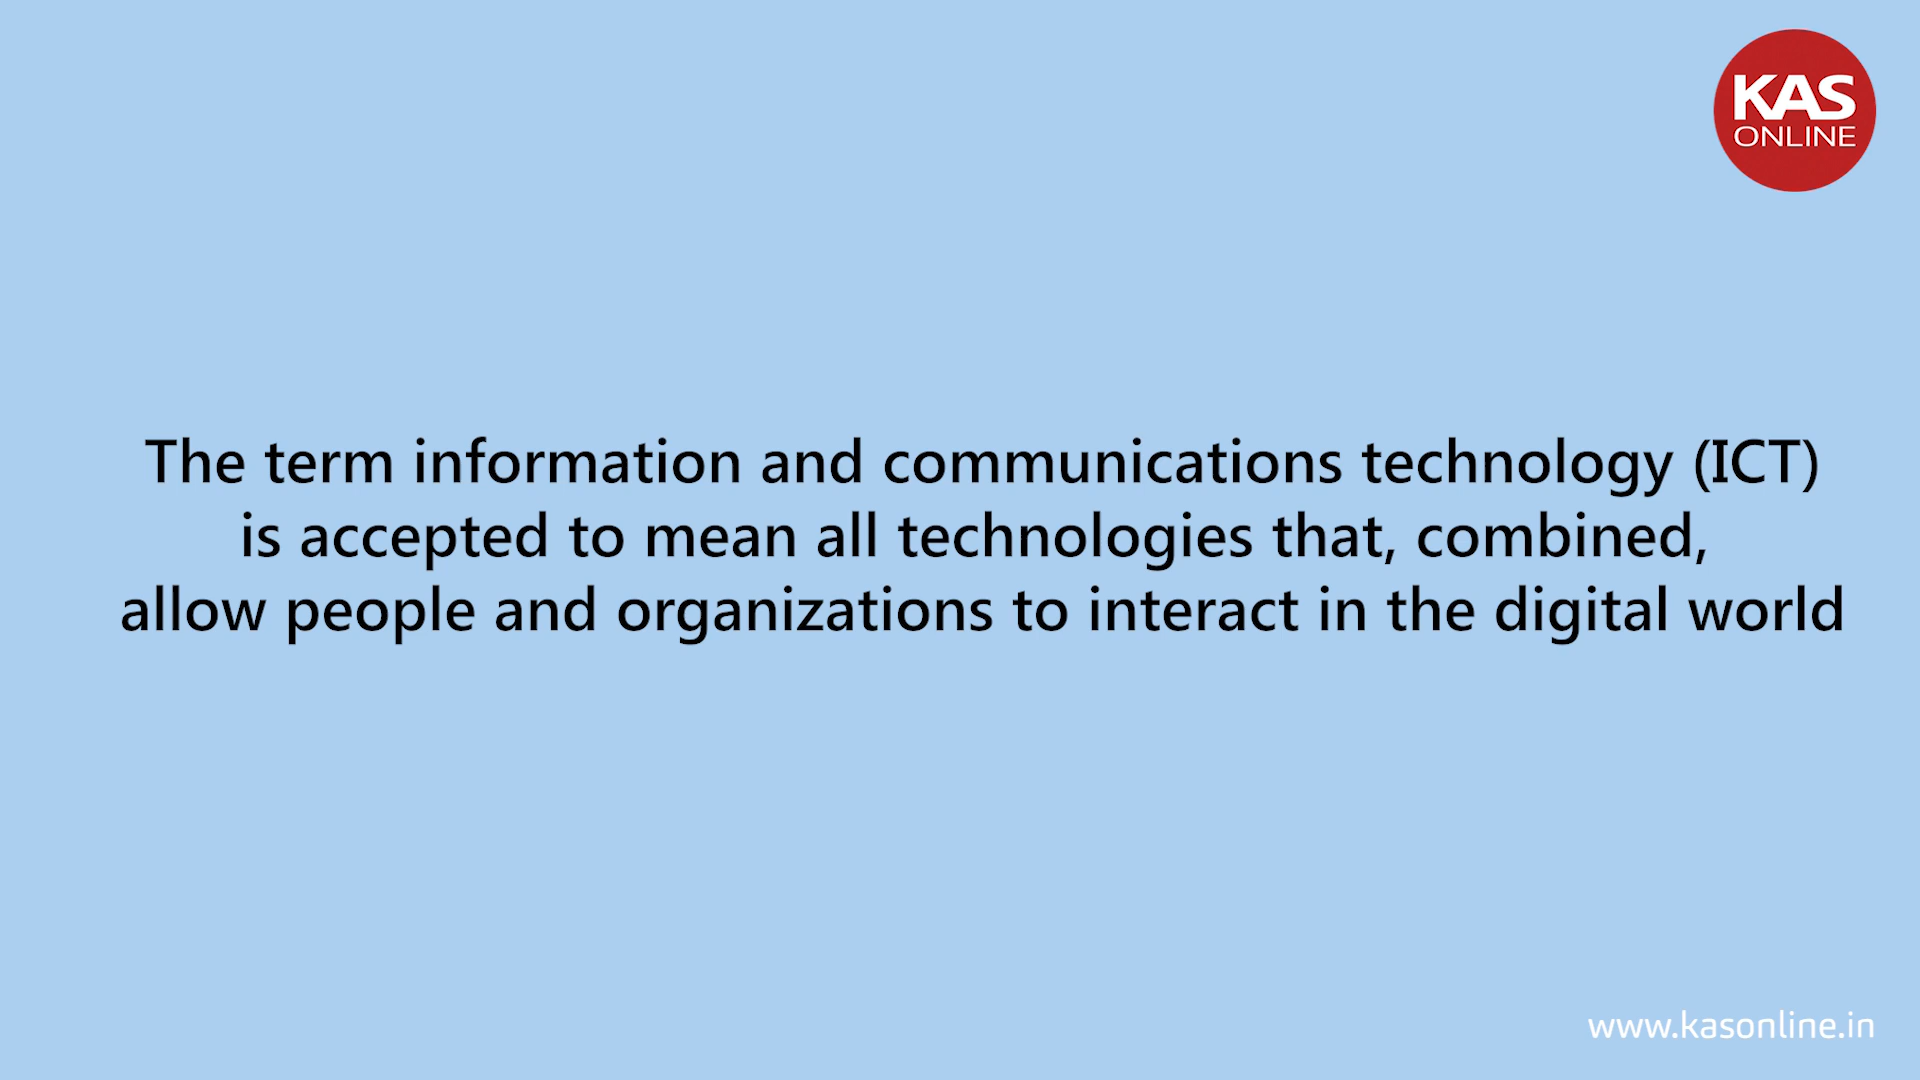 KAS
ONLINE
The term information and communications technology (ICT)
is accepted to mean all technologies that, combined,
allow people and organizations to interact in the digital world
www.kasonline.in